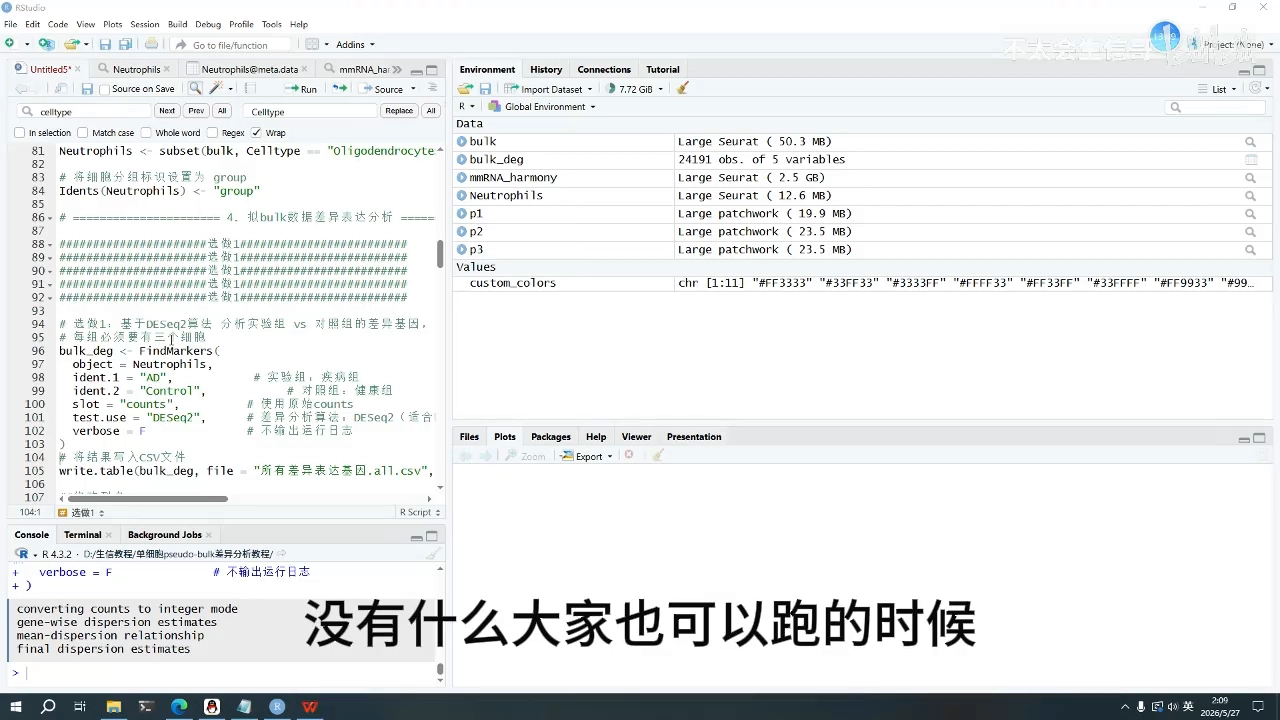 RStudio
File Edit Code View Plots Session Build Debug Profile Tools Help
Go to file/function Addins Project: (None)
Untitled5* Neutrophils Neutrophils@meta.data mmRNA_har
Source on Save Run Source
celltype Next Prev All Celltype Replace All
In selection Match case Whole word Regex Wrap
81 Neutrophils <- subset(bulk, Celltype == "Oligodendrocyte
82
83 # 将细胞分组标识设置为 group
84 Idents(Neutrophils) <- "group"
85
86 # ====================== 4. 拟bulk数据差异表达分析 =====
87
88 ######################选做1#########################
89 ######################选做1#########################
90 ######################选做1#########################
91 ######################选做1#########################
92 ######################选做1#########################
93
94 # 选做1：基于DESeq2算法 分析实验组 vs 对照组的差异基因，
95 # 每组必须要有三个细胞
96 bulk_deg <- FindMarkers(
97 object = Neutrophils,
98 ident.1 = "AD", # 实验组：疾病组
99 ident.2 = "Control", # 对照组：健康组
100 slot = "counts", # 使用原始counts
101 test.use = "DESeq2", # 差异分析算法：DESeq2（适合
102 verbose = F # 不输出运行日志
103 )
104 # 将结果写入CSV文件
105 write.table(bulk_deg, file = "所有差异表达基因.all.csv",
106
107
104:1 选做1 R Script
Console Terminal Background Jobs
R 4.3.2 · D:/生信教程/单细胞pseudo-bulk差异分析教程/
+ verbose = F # 不输出运行日志
+ )
converting counts to integer mode
gene-wise dispersion estimates
mean-dispersion relationship
final dispersion estimates
>
Environment History Connections Tutorial
Import Dataset 7.72 GiB List
R Global Environment
Data
bulk Large Seurat ( 50.3 MB)
bulk_deg 24191 obs. of 5 variables
mmRNA_harmony Large Seurat ( 2.5 GB)
Neutrophils Large Seurat ( 12.6 MB)
p1 Large patchwork ( 19.9 MB)
p2 Large patchwork ( 23.5 MB)
p3 Large patchwork ( 23.5 MB)
Values
custom_colors chr [1:11] "#FF3333" "#33FF33" "#3333FF" "#FFFF33" "#FF33FF" "#33FFFF" "#FF9933" "#99...
Files Plots Packages Help Viewer Presentation
Zoom Export
没有什么大家也可以跑的时候
英 2:09
2026/5/27